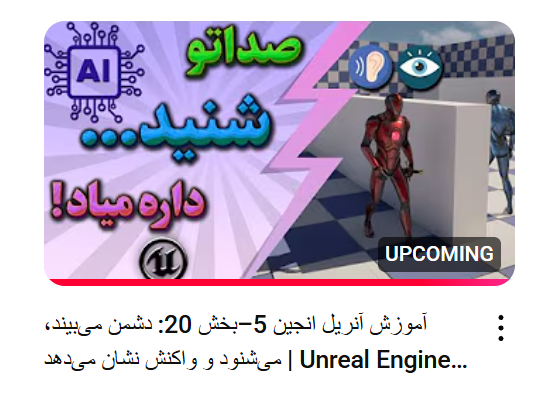 AI
صداتو
شنید...
داره میاد!
UPCOMING
آموزش آنریل انجین 5–بخش 20: دشمن می‌بیند،
می‌شنود و واکنش نشان می‌دهد | Unreal Engine...